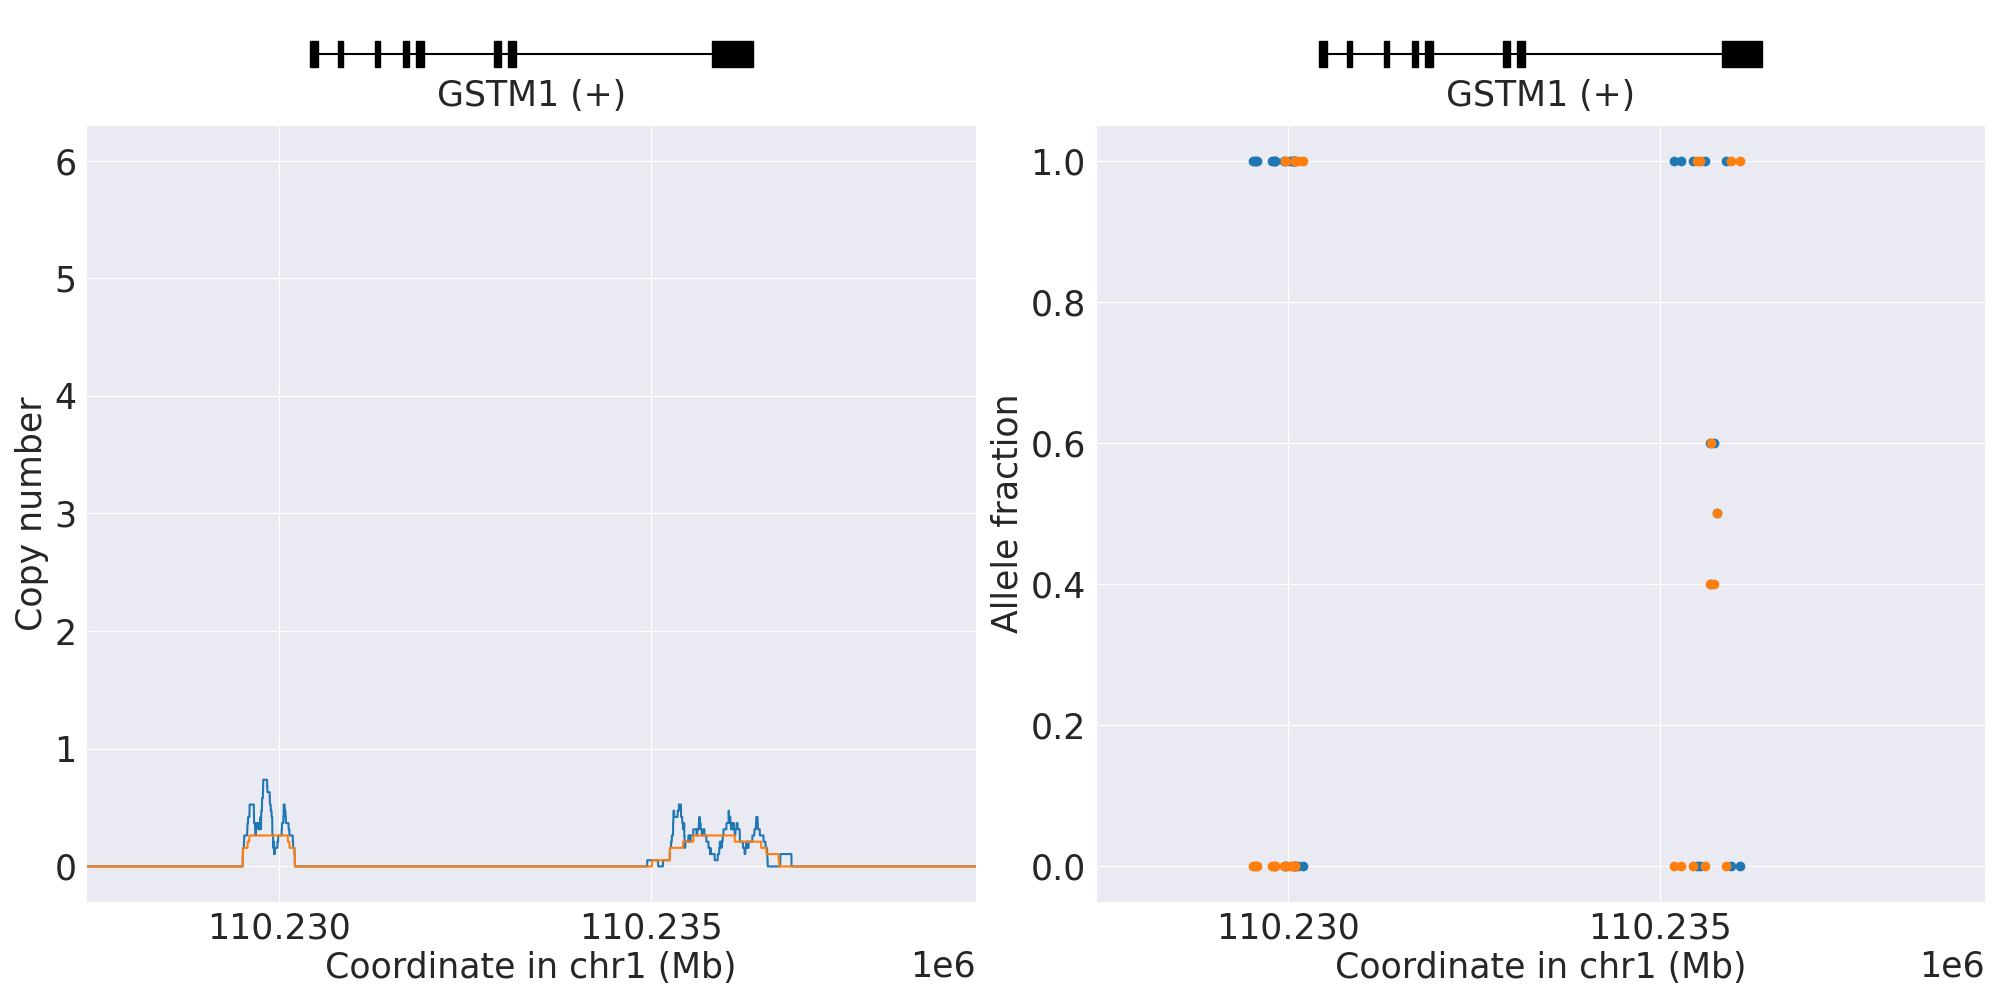 GSTM1 (+)
Copy number
6
5
4
3
2
1
0
110.230
110.235
Coordinate in chr1 (Mb)
1e6
GSTM1 (+)
Allele fraction
1.0
0.8
0.6
0.4
0.2
0.0
110.230
110.235
Coordinate in chr1 (Mb)
1e6